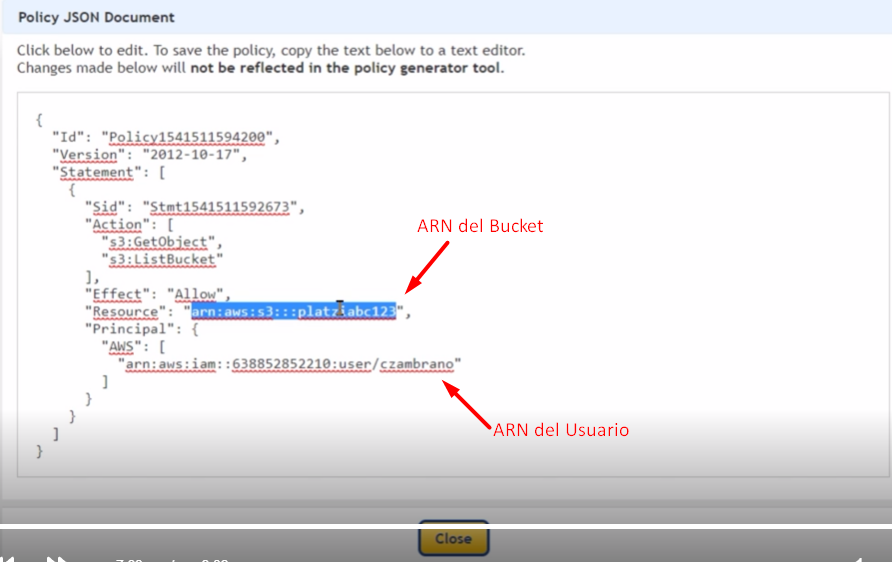 Policy JSON Document
Click below to edit. To save the policy, copy the text below to a text editor.
Changes made below will not be reflected in the policy generator tool.
{
"Id": "Policy1541511594200",
"Version": "2012-10-17",
"Statement": [
{
"Sid": "Stmt1541511592673",
"Action": [
"s3:GetObject",
"s3:ListBucket"
],
"Effect": "Allow",
"Resource": "arn:aws:s3:::platziabc123",
"Principal": {
"AWS": [
"arn:aws:iam::638852852210:user/czambrano"
]
}
}
]
}
ARN del Bucket
ARN del Usuario
Close